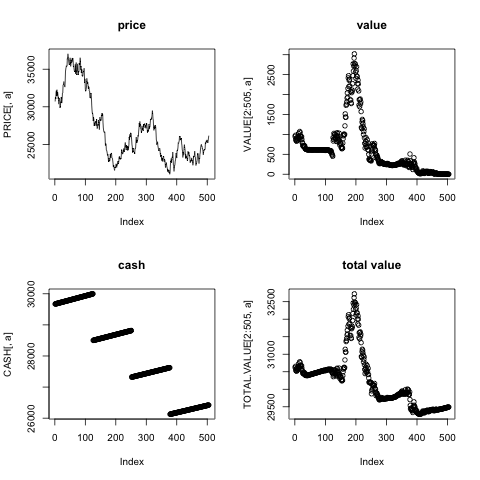 price
PRICE[, a]
25000 30000 35000
0 100 200 300 400 500
Index
value
VALUE[2:505, a]
0 500 1500 2500
0 100 200 300 400 500
Index
cash
CASH[, a]
26000 28000 30000
0 100 200 300 400 500
Index
total value
TOTAL.VALUE[2:505, a]
29500 31000 32500
0 100 200 300 400 500
Index